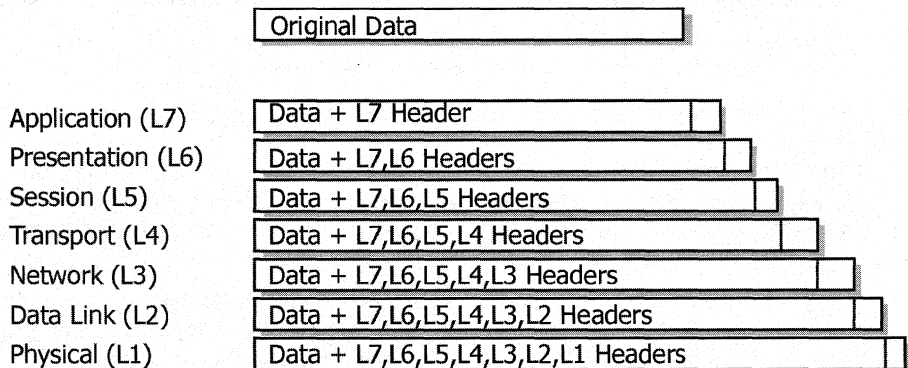 Original Data
Application (L7) Data + L7 Header
Presentation (L6) Data + L7,L6 Headers
Session (L5) Data + L7,L6,L5 Headers
Transport (L4) Data + L7,L6,L5,L4 Headers
Network (L3) Data + L7,L6,L5,L4,L3 Headers
Data Link (L2) Data + L7,L6,L5,L4,L3,L2 Headers
Physical (L1) Data + L7,L6,L5,L4,L3,L2,L1 Headers